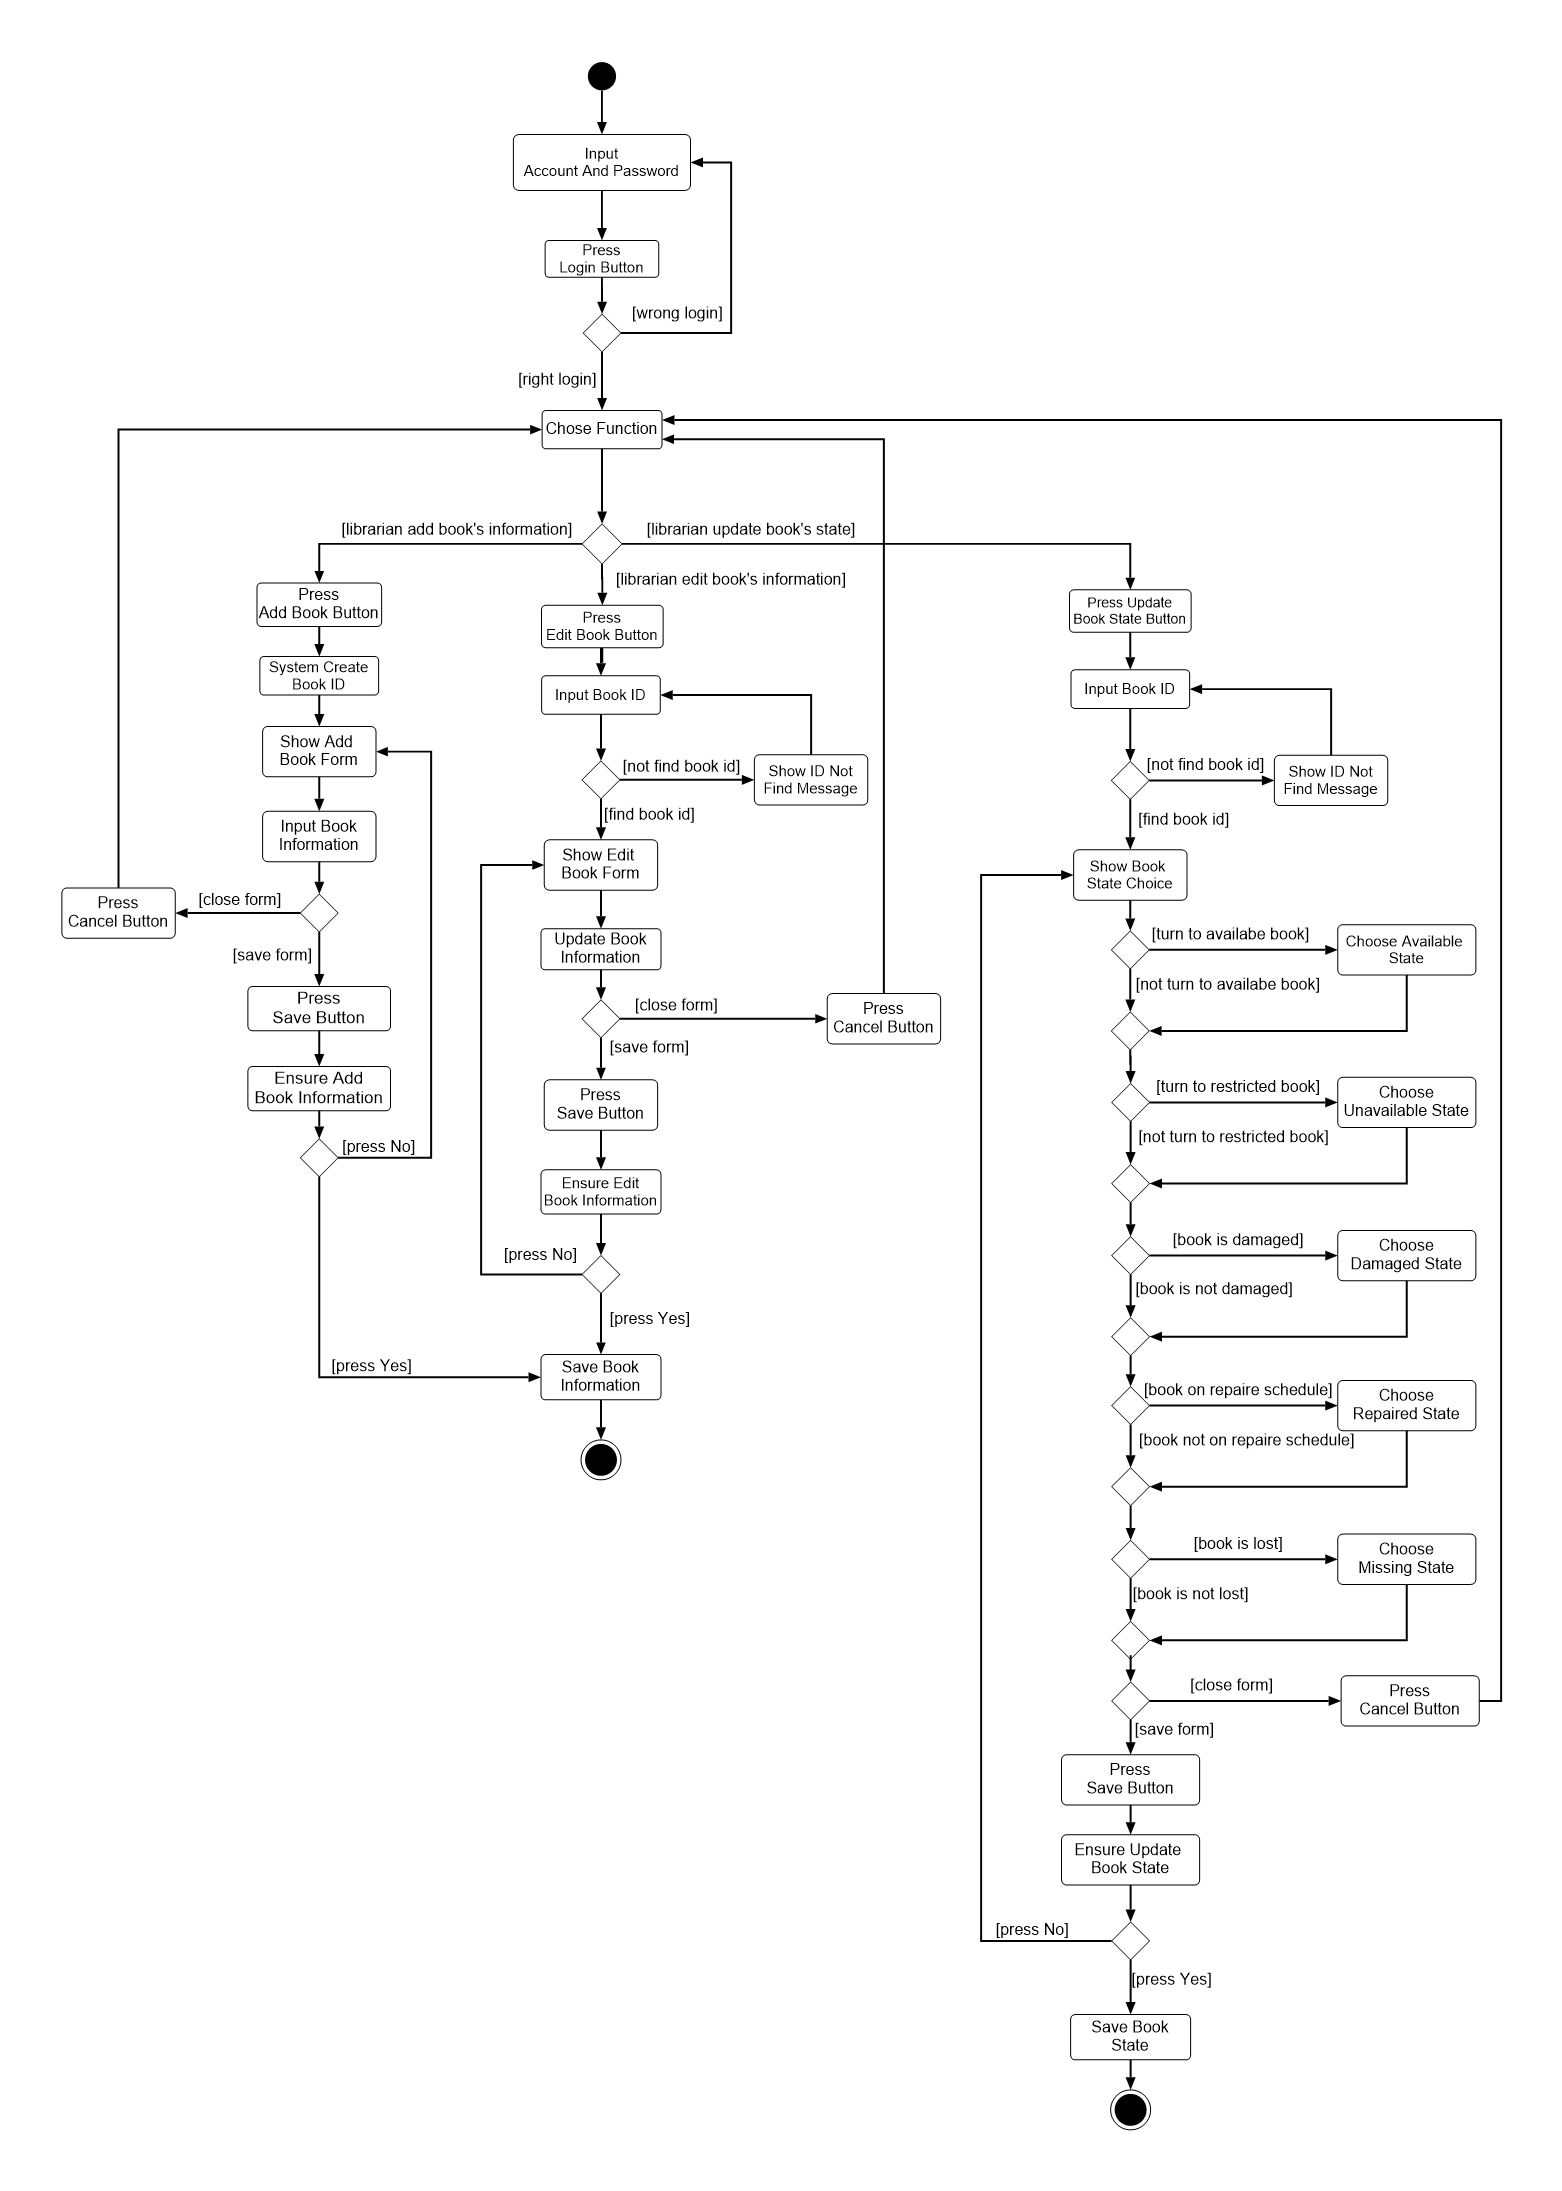 Input
Account And Password
Press
Login Button
[wrong login]
[right login]
Chose Function
[librarian add book's information]
[librarian update book's state]
[librarian edit book's information]
Press
Add Book Button
System Create
Book ID
Show Add
Book Form
Input Book
Information
[close form]
Press
Cancel Button
[save form]
Press
Save Button
Ensure Add
Book Information
[press No]
[press Yes]
Press
Edit Book Button
Input Book ID
[not find book id]
Show ID Not
Find Message
[find book id]
Show Edit
Book Form
Update Book
Information
[close form]
Press
Cancel Button
[save form]
Press
Save Button
Ensure Edit
Book Information
[press No]
[press Yes]
Save Book
Information
Press Update
Book State Button
Input Book ID
[not find book id]
Show ID Not
Find Message
[find book id]
Show Book
State Choice
[turn to availabe book]
Choose Available
State
[not turn to availabe book]
[turn to restricted book]
Choose
Unavailable State
[not turn to restricted book]
[book is damaged]
Choose
Damaged State
[book is not damaged]
[book on repaire schedule]
Choose
Repaired State
[book not on repaire schedule]
[book is lost]
Choose
Missing State
[book is not lost]
[close form]
Press
Cancel Button
[save form]
Press
Save Button
Ensure Update
Book State
[press No]
[press Yes]
Save Book
State